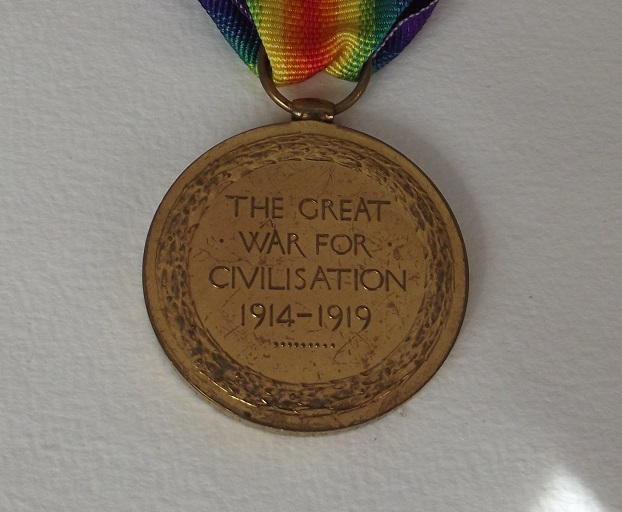 THE GREAT
· WAR FOR ·
CIVILISATION
1914-1919